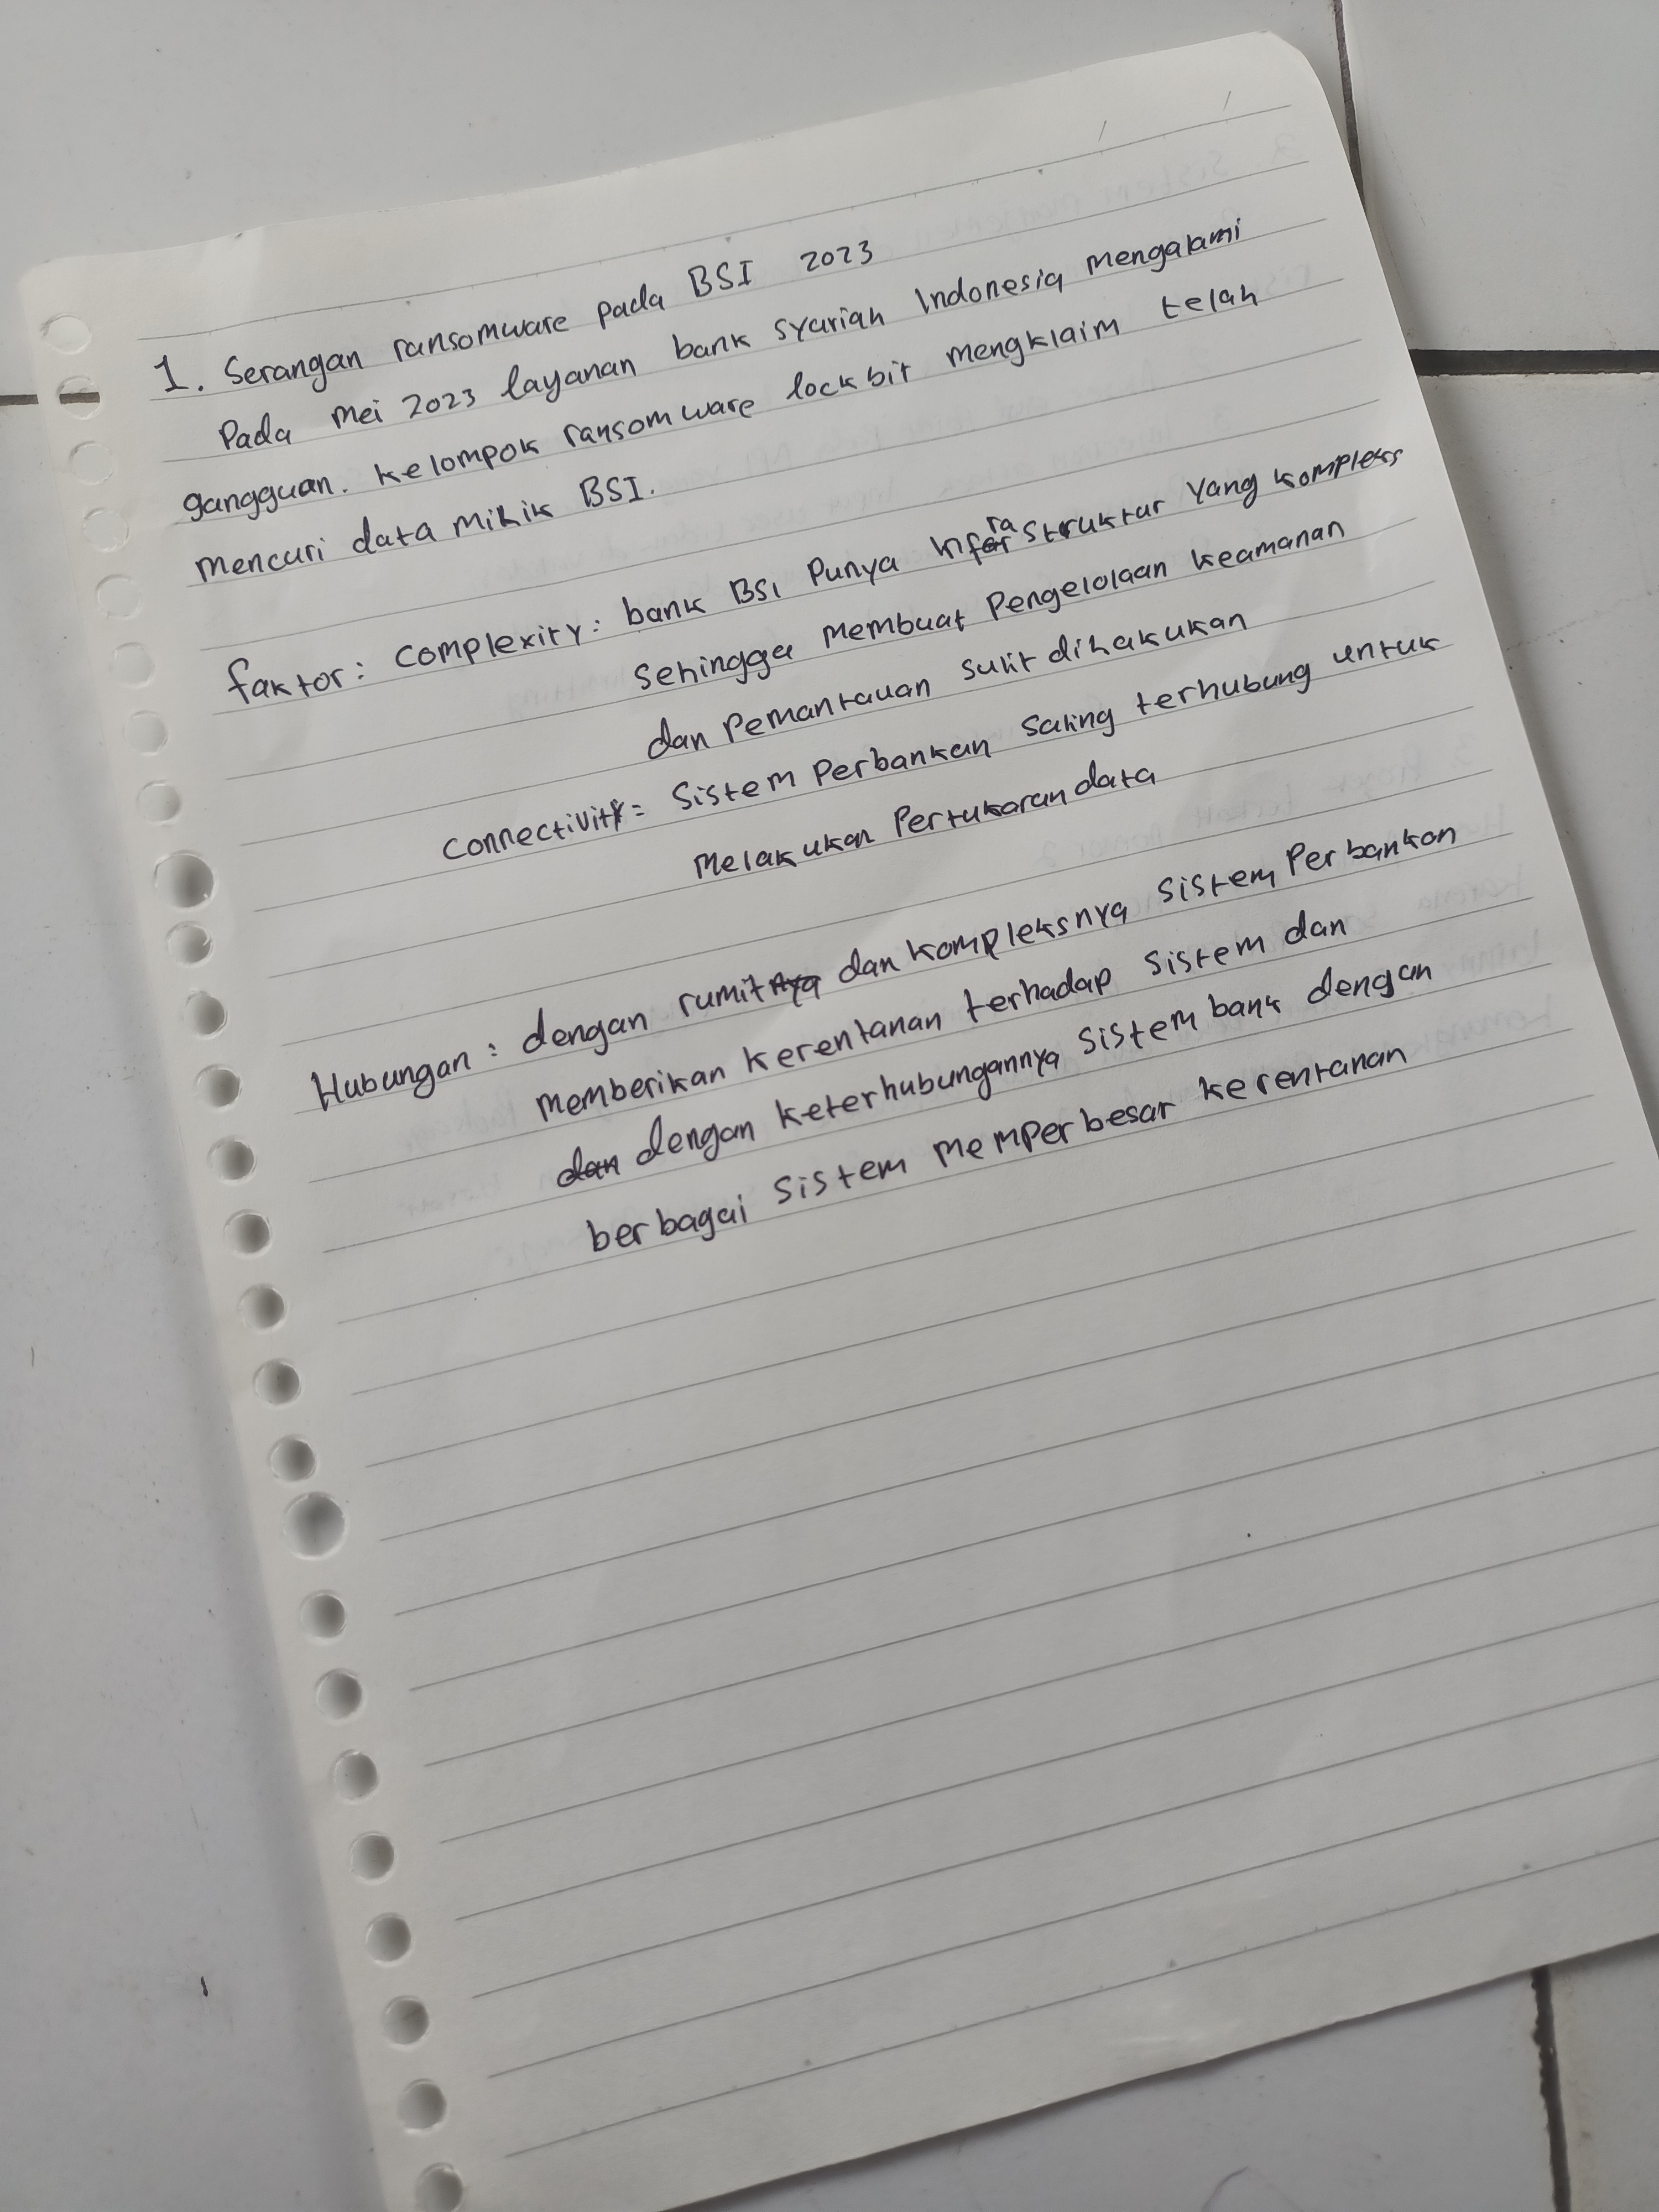 1. Serangan ransomware pada BSI 2023
Pada Mei 2023 layanan bank syariah Indonesia mengalami
gangguan. kelompok ransomware lockbit mengklaim telah
mencuri data milik BSI.
faktor : Complexity : bank BSI Punya infrastruktur yang kompleks
sehingga membuat Pengelolaan keamanan
dan Pemantauan sulit dilakukan
Connectivity = Sistem Perbankan saling terhubung untuk
Melakukan Pertukaran data
Hubungan : dengan rumitnya dan kompleksnya sistem Perbankan
memberikan kerentanan terhadap sistem dan
dan dengan keterhubungannya sistem bank dengan
berbagai sistem memperbesar kerentanan